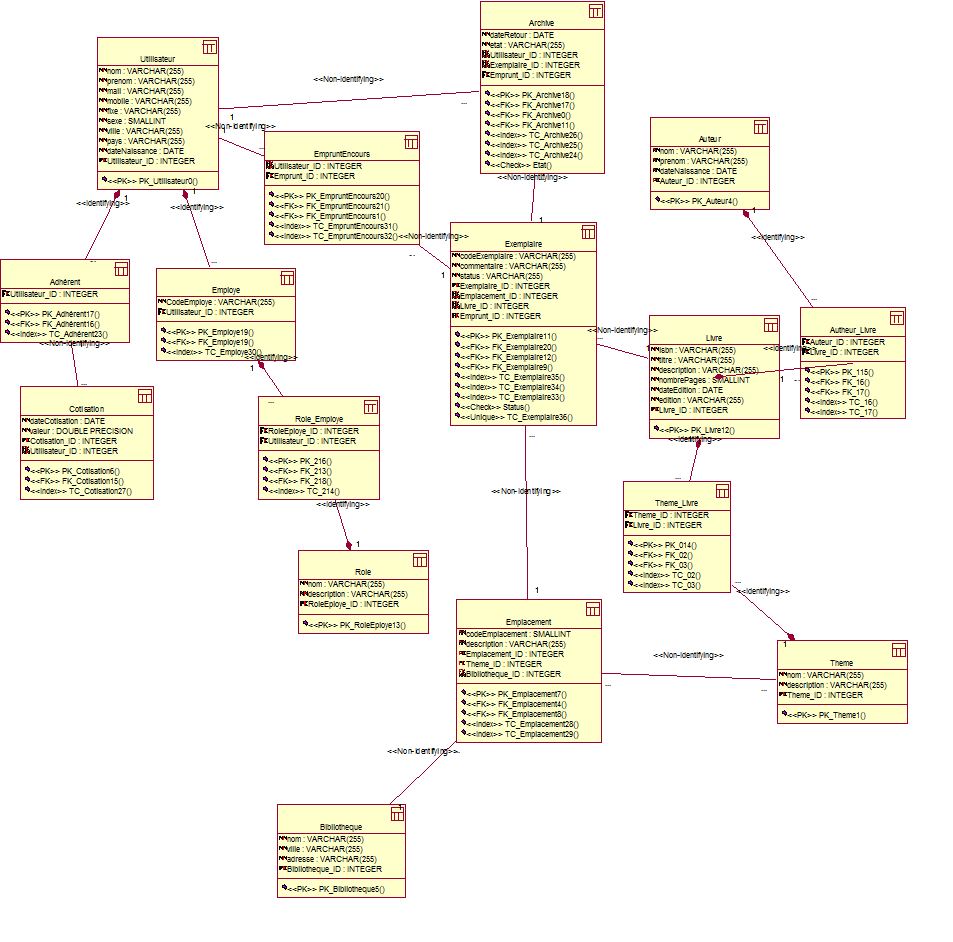 Archive
dateRetour : DATE
etat : VARCHAR(255)
Utilisateur_ID : INTEGER
Exemplaire_ID : INTEGER
Emprunt_ID : INTEGER
<<PK>> PK_Archive18()
<<FK>> FK_Archive17()
<<FK>> FK_Archive0()
<<FK>> FK_Archive11()
<<Index>> TC_Archive26()
<<Index>> TC_Archive25()
<<Index>> TC_Archive24()
<<Check>> Etat()
Utilisateur
nom : VARCHAR(255)
prenom : VARCHAR(255)
mail : VARCHAR(255)
mobile : VARCHAR(255)
fixe : VARCHAR(255)
sexe : SMALLINT
ville : VARCHAR(255)
pays : VARCHAR(255)
dateNaissance : DATE
Utilisateur_ID : INTEGER
<<PK>> PK_Utilisateur0()
<<Non-Identifying>>
1
<<Non-Identifying>>
EmpruntEncours
Utilisateur_ID : INTEGER
Emprunt_ID : INTEGER
<<PK>> PK_EmpruntEncours20()
<<FK>> FK_EmpruntEncours21()
<<FK>> FK_EmpruntEncours1()
<<Index>> TC_EmpruntEncours31()
<<Index>> TC_EmpruntEncours32()
<<Non-Identifying>>
1
<<Non-Identifying>>
1
Auteur
nom : VARCHAR(255)
prenom : VARCHAR(255)
dateNaissance : DATE
Auteur_ID : INTEGER
<<PK>> PK_Auteur4()
1
<<Identifying>>
<<Identifying>>
1
<<Identifying>>
1
Adhérent
Utilisateur_ID : INTEGER
<<PK>> PK_Adhérent17()
<<FK>> FK_Adhérent16()
<<Index>> TC_Adhérent23()
<<Non-Identifying>>
Employe
CodeEmploye : VARCHAR(255)
Utilisateur_ID : INTEGER
<<PK>> PK_Employe19()
<<FK>> FK_Employe19()
<<Index>> TC_Employe30()
<<Identifying>>
1
Exemplaire
codeExemplaire : VARCHAR(255)
commentaire : VARCHAR(255)
status : VARCHAR(255)
Exemplaire_ID : INTEGER
Emplacement_ID : INTEGER
Livre_ID : INTEGER
Emprunt_ID : INTEGER
<<PK>> PK_Exemplaire11()
<<FK>> FK_Exemplaire20()
<<FK>> FK_Exemplaire12()
<<FK>> FK_Exemplaire9()
<<Index>> TC_Exemplaire35()
<<Index>> TC_Exemplaire34()
<<Index>> TC_Exemplaire33()
<<Check>> Status()
<<Unique>> TC_Exemplaire36()
<<Non-Identifying>>
Livre
isbn : VARCHAR(255)
titre : VARCHAR(255)
description : VARCHAR(255)
nombrePages : SMALLINT
dateEdition : DATE
edition : VARCHAR(255)
Livre_ID : INTEGER
<<PK>> PK_Livre12()
<<Identifying>>
<<Identifying>>
1
Autheur_Livre
Auteur_ID : INTEGER
Livre_ID : INTEGER
<<PK>> PK_115()
<<FK>> FK_16()
<<FK>> FK_17()
<<Index>> TC_16()
<<Index>> TC_17()
Cotisation
dateCotisation : DATE
valeur : DOUBLE PRECISION
Cotisation_ID : INTEGER
Utilisateur_ID : INTEGER
<<PK>> PK_Cotisation6()
<<FK>> FK_Cotisation15()
<<Index>> TC_Cotisation27()
Role_Employe
RoleEploye_ID : INTEGER
Utilisateur_ID : INTEGER
<<PK>> PK_216()
<<FK>> FK_213()
<<FK>> FK_218()
<<Index>> TC_214()
<<Identifying>>
1
<<Non-Identifying>>
1
Theme_Livre
Theme_ID : INTEGER
Livre_ID : INTEGER
<<PK>> PK_014()
<<FK>> FK_02()
<<FK>> FK_03()
<<Index>> TC_02()
<<Index>> TC_03()
<<Identifying>>
1
Role
nom : VARCHAR(255)
description : VARCHAR(255)
RoleEploye_ID : INTEGER
<<PK>> PK_RoleEploye13()
Emplacement
codeEmplacement : SMALLINT
description : VARCHAR(255)
Emplacement_ID : INTEGER
Theme_ID : INTEGER
Bibliotheque_ID : INTEGER
<<PK>> PK_Emplacement7()
<<FK>> FK_Emplacement4()
<<FK>> FK_Emplacement8()
<<Index>> TC_Emplacement28()
<<Index>> TC_Emplacement29()
<<Non-Identifying>>
Theme
nom : VARCHAR(255)
description : VARCHAR(255)
Theme_ID : INTEGER
<<PK>> PK_Theme1()
<<Non-Identifying>>
1
Bibliotheque
nom : VARCHAR(255)
ville : VARCHAR(255)
adresse : VARCHAR(255)
Bibliotheque_ID : INTEGER
<<PK>> PK_Bibliotheque5()